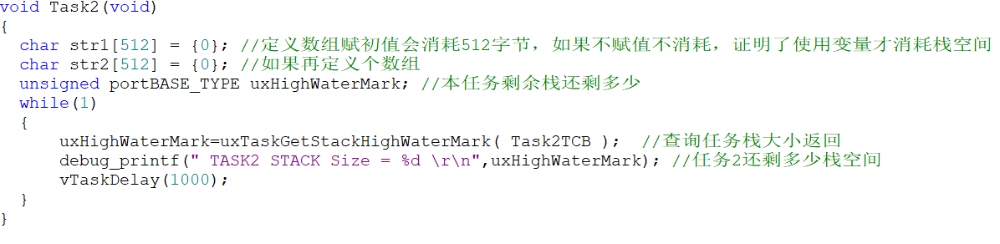 void Task2(void)
{
  char str1[512] = {0}; //定义数组赋初值会消耗512字节，如果不赋值不消耗，证明了使用变量才消耗栈空间
  char str2[512] = {0}; //如果再定义个数组
  unsigned portBASE_TYPE uxHighWaterMark; //本任务剩余栈还剩多少
  while(1)
  {
      uxHighWaterMark=uxTaskGetStackHighWaterMark( Task2TCB );  //查询任务栈大小返回
      debug_printf(" TASK2 STACK Size = %d \r\n",uxHighWaterMark); //任务2还剩多少栈空间
      vTaskDelay(1000);
  }
}